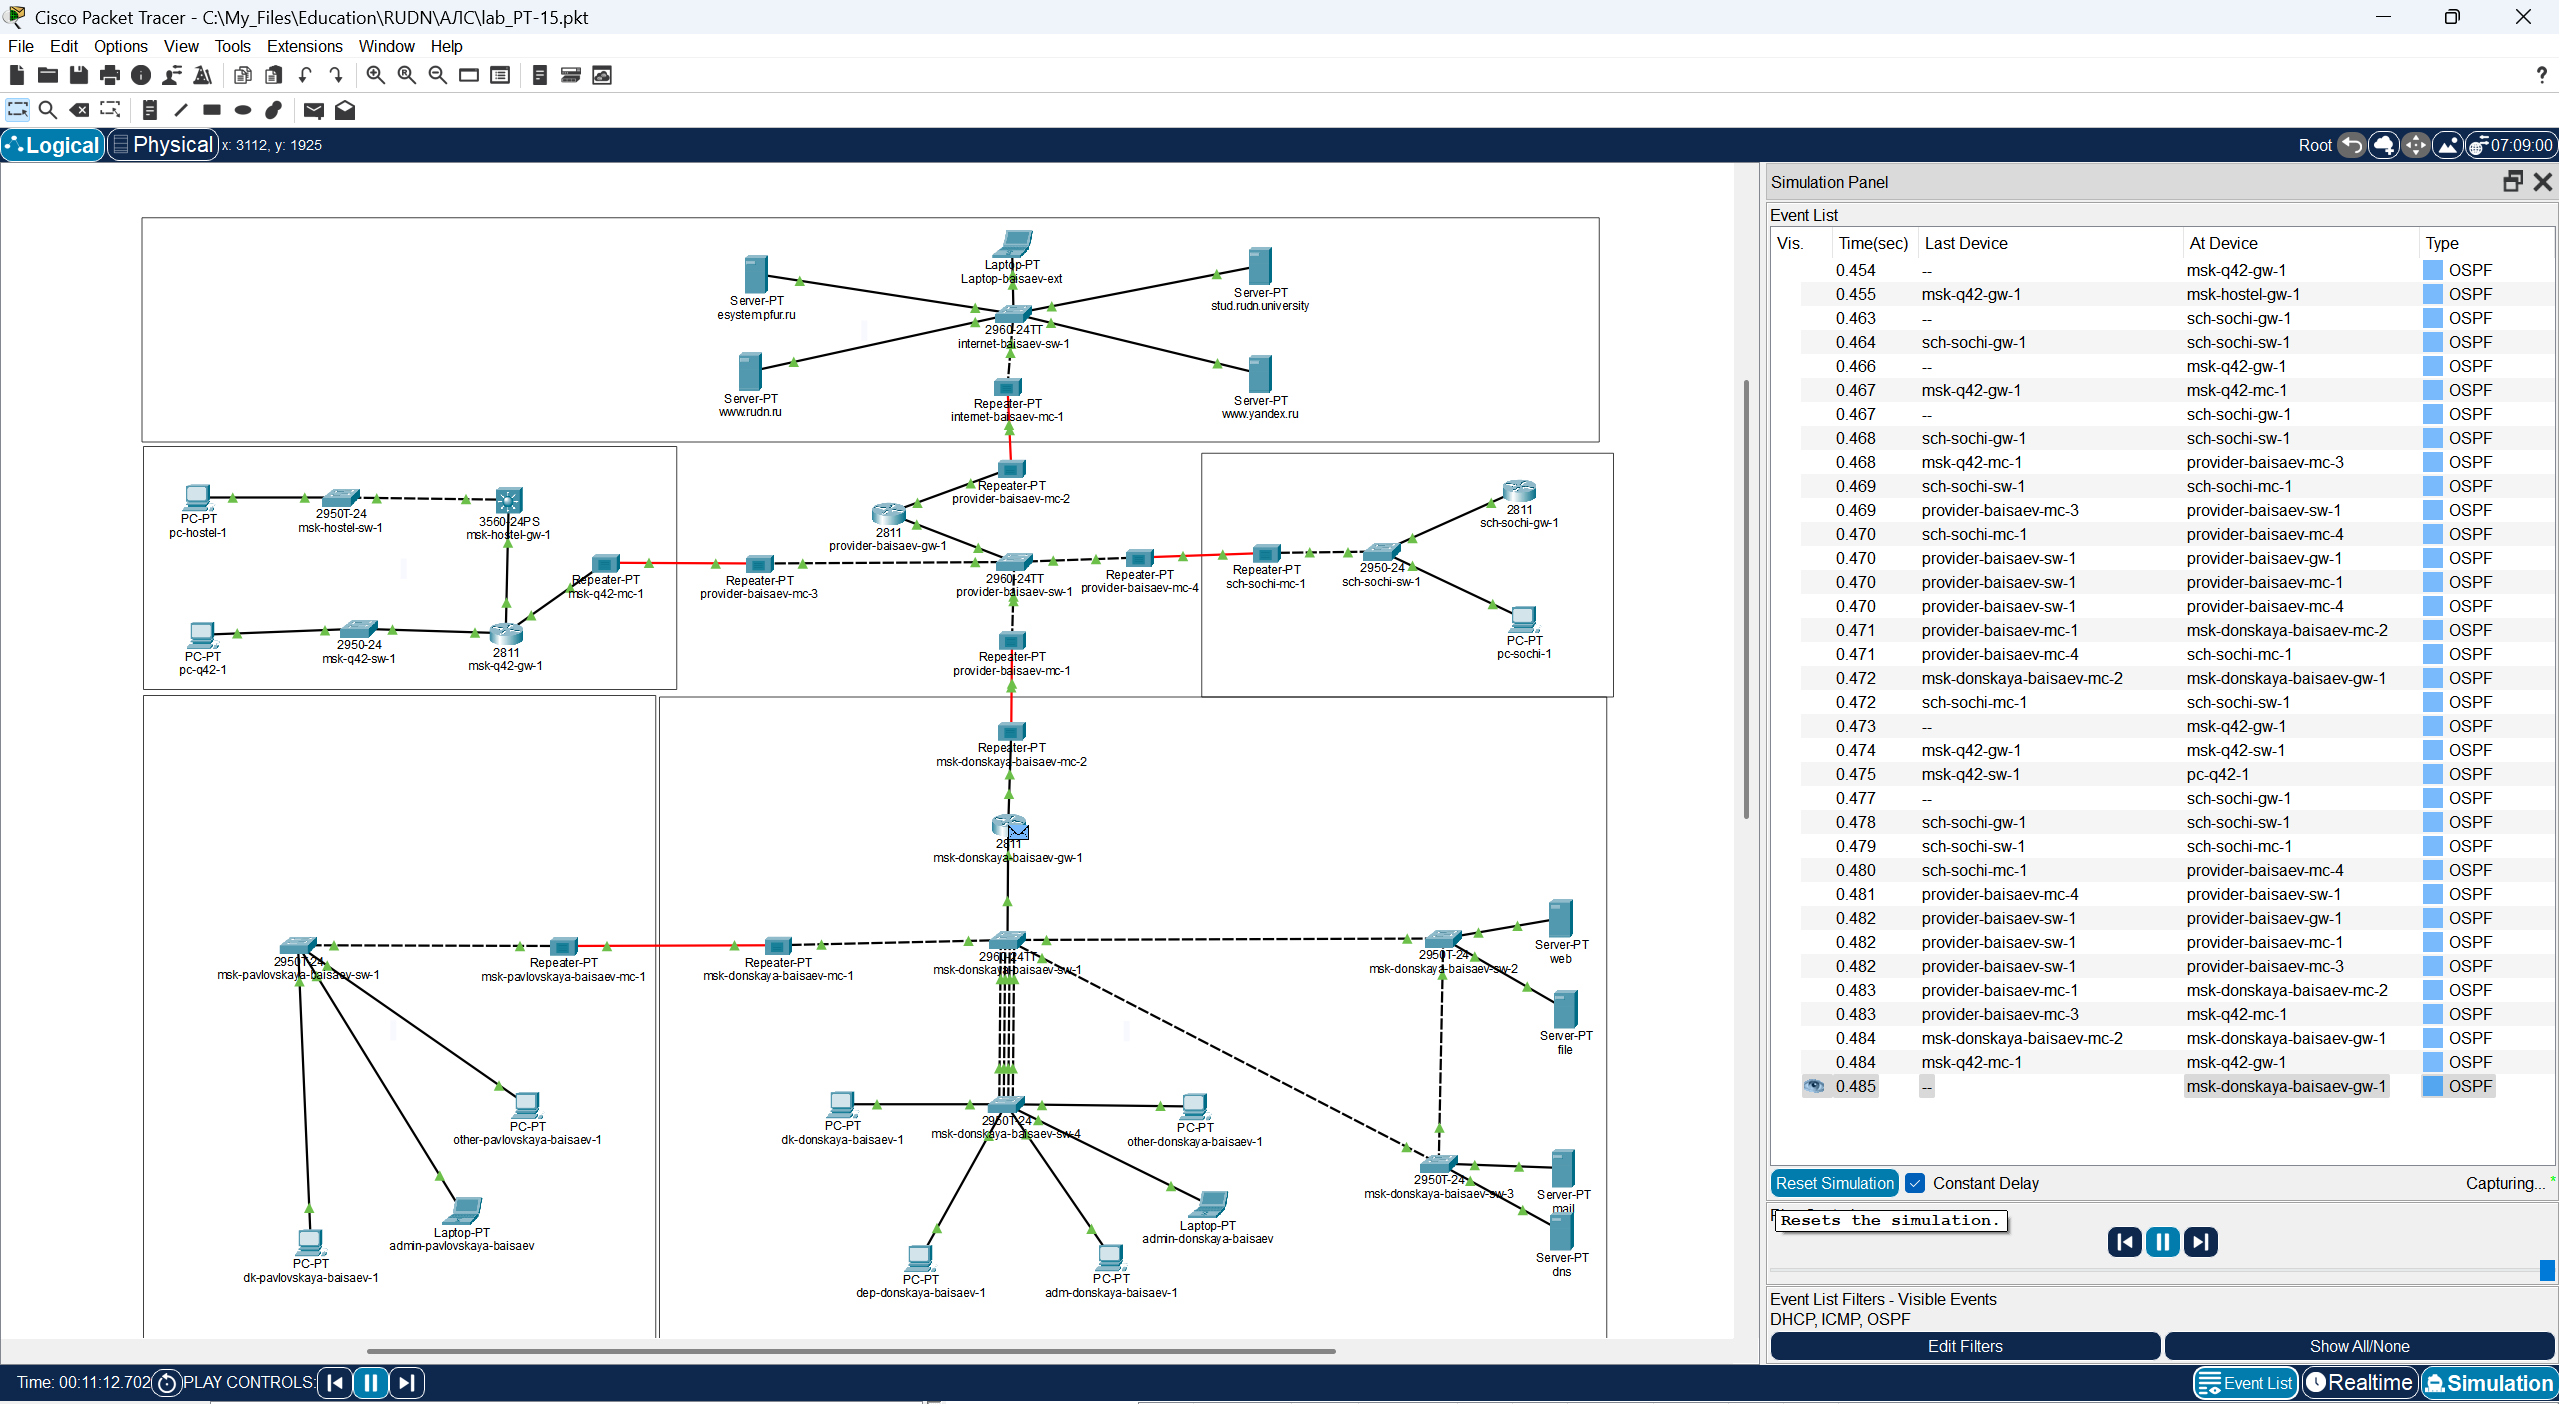 Cisco Packet Tracer - C:\My_Files\Education\RUDN\АЛС\lab_PT-15.pkt
File Edit Options View Tools Extensions Window Help
Logical Physical x: 3112, y: 1925
Root 07:09:00
Laptop-PT
Laptop-baisaev-ext
Server-PT
esystem.pfur.ru
Server-PT
stud.rudn.university
2960-24TT
internet-baisaev-sw-1
Server-PT
www.rudn.ru
Repeater-PT
internet-baisaev-mc-1
Server-PT
www.yandex.ru
PC-PT
pc-hostel-1
2950T-24
msk-hostel-sw-1
3560-24PS
msk-hostel-gw-1
Repeater-PT
msk-q42-mc-1
PC-PT
pc-q42-1
2950-24
msk-q42-sw-1
2811
msk-q42-gw-1
Repeater-PT
provider-baisaev-mc-2
2811
provider-baisaev-gw-1
Repeater-PT
provider-baisaev-mc-3
2960-24TT
provider-baisaev-sw-1
Repeater-PT
provider-baisaev-mc-4
Repeater-PT
provider-baisaev-mc-1
2811
sch-sochi-gw-1
Repeater-PT
sch-sochi-mc-1
2950-24
sch-sochi-sw-1
PC-PT
pc-sochi-1
Repeater-PT
msk-donskaya-baisaev-mc-2
2811
msk-donskaya-baisaev-gw-1
2950T-24
msk-pavlovskaya-baisaev-sw-1
Repeater-PT
msk-pavlovskaya-baisaev-mc-1
Repeater-PT
msk-donskaya-baisaev-mc-1
2960-24TT
msk-donskaya-baisaev-sw-1
2950T-24
msk-donskaya-baisaev-sw-2
Server-PT
web
Server-PT
file
PC-PT
other-pavlovskaya-baisaev-1
PC-PT
dk-donskaya-baisaev-1
2950T-24
msk-donskaya-baisaev-sw-4
PC-PT
other-donskaya-baisaev-1
2950T-24
msk-donskaya-baisaev-sw-3
Server-PT
mail
Server-PT
dns
Laptop-PT
admin-pavlovskaya-baisaev
PC-PT
dk-pavlovskaya-baisaev-1
Laptop-PT
admin-donskaya-baisaev
PC-PT
dep-donskaya-baisaev-1
PC-PT
adm-donskaya-baisaev-1
Simulation Panel
Event List
Vis. Time(sec) Last Device At Device Type
0.454 -- msk-q42-gw-1 OSPF
0.455 msk-q42-gw-1 msk-hostel-gw-1 OSPF
0.463 -- sch-sochi-gw-1 OSPF
0.464 sch-sochi-gw-1 sch-sochi-sw-1 OSPF
0.466 -- msk-q42-gw-1 OSPF
0.467 msk-q42-gw-1 msk-q42-mc-1 OSPF
0.467 -- sch-sochi-gw-1 OSPF
0.468 sch-sochi-gw-1 sch-sochi-sw-1 OSPF
0.468 msk-q42-mc-1 provider-baisaev-mc-3 OSPF
0.469 sch-sochi-sw-1 sch-sochi-mc-1 OSPF
0.469 provider-baisaev-mc-3 provider-baisaev-sw-1 OSPF
0.470 sch-sochi-mc-1 provider-baisaev-mc-4 OSPF
0.470 provider-baisaev-sw-1 provider-baisaev-gw-1 OSPF
0.470 provider-baisaev-sw-1 provider-baisaev-mc-1 OSPF
0.470 provider-baisaev-sw-1 provider-baisaev-mc-4 OSPF
0.471 provider-baisaev-mc-1 msk-donskaya-baisaev-mc-2 OSPF
0.471 provider-baisaev-mc-4 sch-sochi-mc-1 OSPF
0.472 msk-donskaya-baisaev-mc-2 msk-donskaya-baisaev-gw-1 OSPF
0.472 sch-sochi-mc-1 sch-sochi-sw-1 OSPF
0.473 -- msk-q42-gw-1 OSPF
0.474 msk-q42-gw-1 msk-q42-sw-1 OSPF
0.475 msk-q42-sw-1 pc-q42-1 OSPF
0.477 -- sch-sochi-gw-1 OSPF
0.478 sch-sochi-gw-1 sch-sochi-sw-1 OSPF
0.479 sch-sochi-sw-1 sch-sochi-mc-1 OSPF
0.480 sch-sochi-mc-1 provider-baisaev-mc-4 OSPF
0.481 provider-baisaev-mc-4 provider-baisaev-sw-1 OSPF
0.482 provider-baisaev-sw-1 provider-baisaev-gw-1 OSPF
0.482 provider-baisaev-sw-1 provider-baisaev-mc-1 OSPF
0.482 provider-baisaev-sw-1 provider-baisaev-mc-3 OSPF
0.483 provider-baisaev-mc-1 msk-donskaya-baisaev-mc-2 OSPF
0.483 provider-baisaev-mc-3 msk-q42-mc-1 OSPF
0.484 msk-donskaya-baisaev-mc-2 msk-donskaya-baisaev-gw-1 OSPF
0.484 msk-q42-mc-1 msk-q42-gw-1 OSPF
0.485 -- msk-donskaya-baisaev-gw-1 OSPF
Reset Simulation Constant Delay Capturing... *
Resets the simulation.
Event List Filters - Visible Events
DHCP, ICMP, OSPF
Edit Filters Show All/None
Time: 00:11:12.702 PLAY CONTROLS: Event List Realtime Simulation